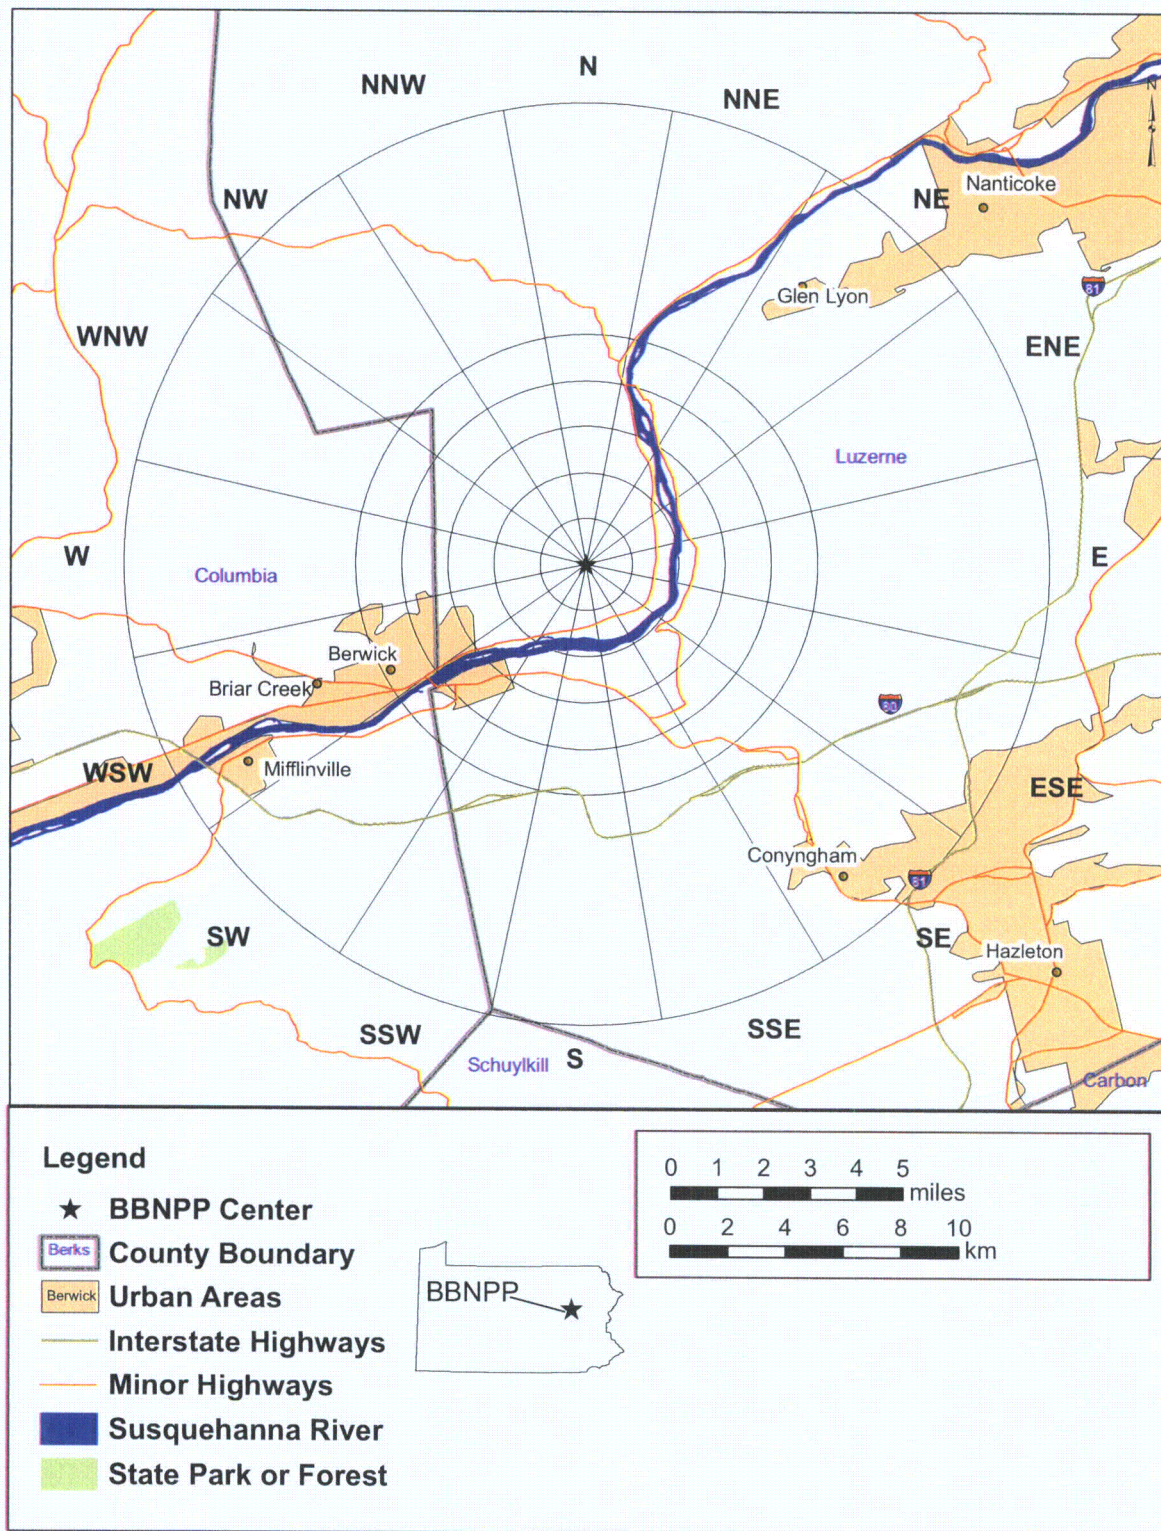 N
NNW
NNE
N
NW
NE
Nanticoke
Glen Lyon
81
WNW
ENE
Luzerne
W
E
Columbia
Berwick
Briar Creek
80
WSW
Mifflinville
ESE
Conyngham
81
SW
SE
Hazleton
SSW
SSE
S
Schuylkill
Carbon
Legend
BBNPP Center
Berks County Boundary
Berwick Urban Areas
Interstate Highways
Minor Highways
Susquehanna River
State Park or Forest
BBNPP
0 1 2 3 4 5
miles
0 2 4 6 8 10
km